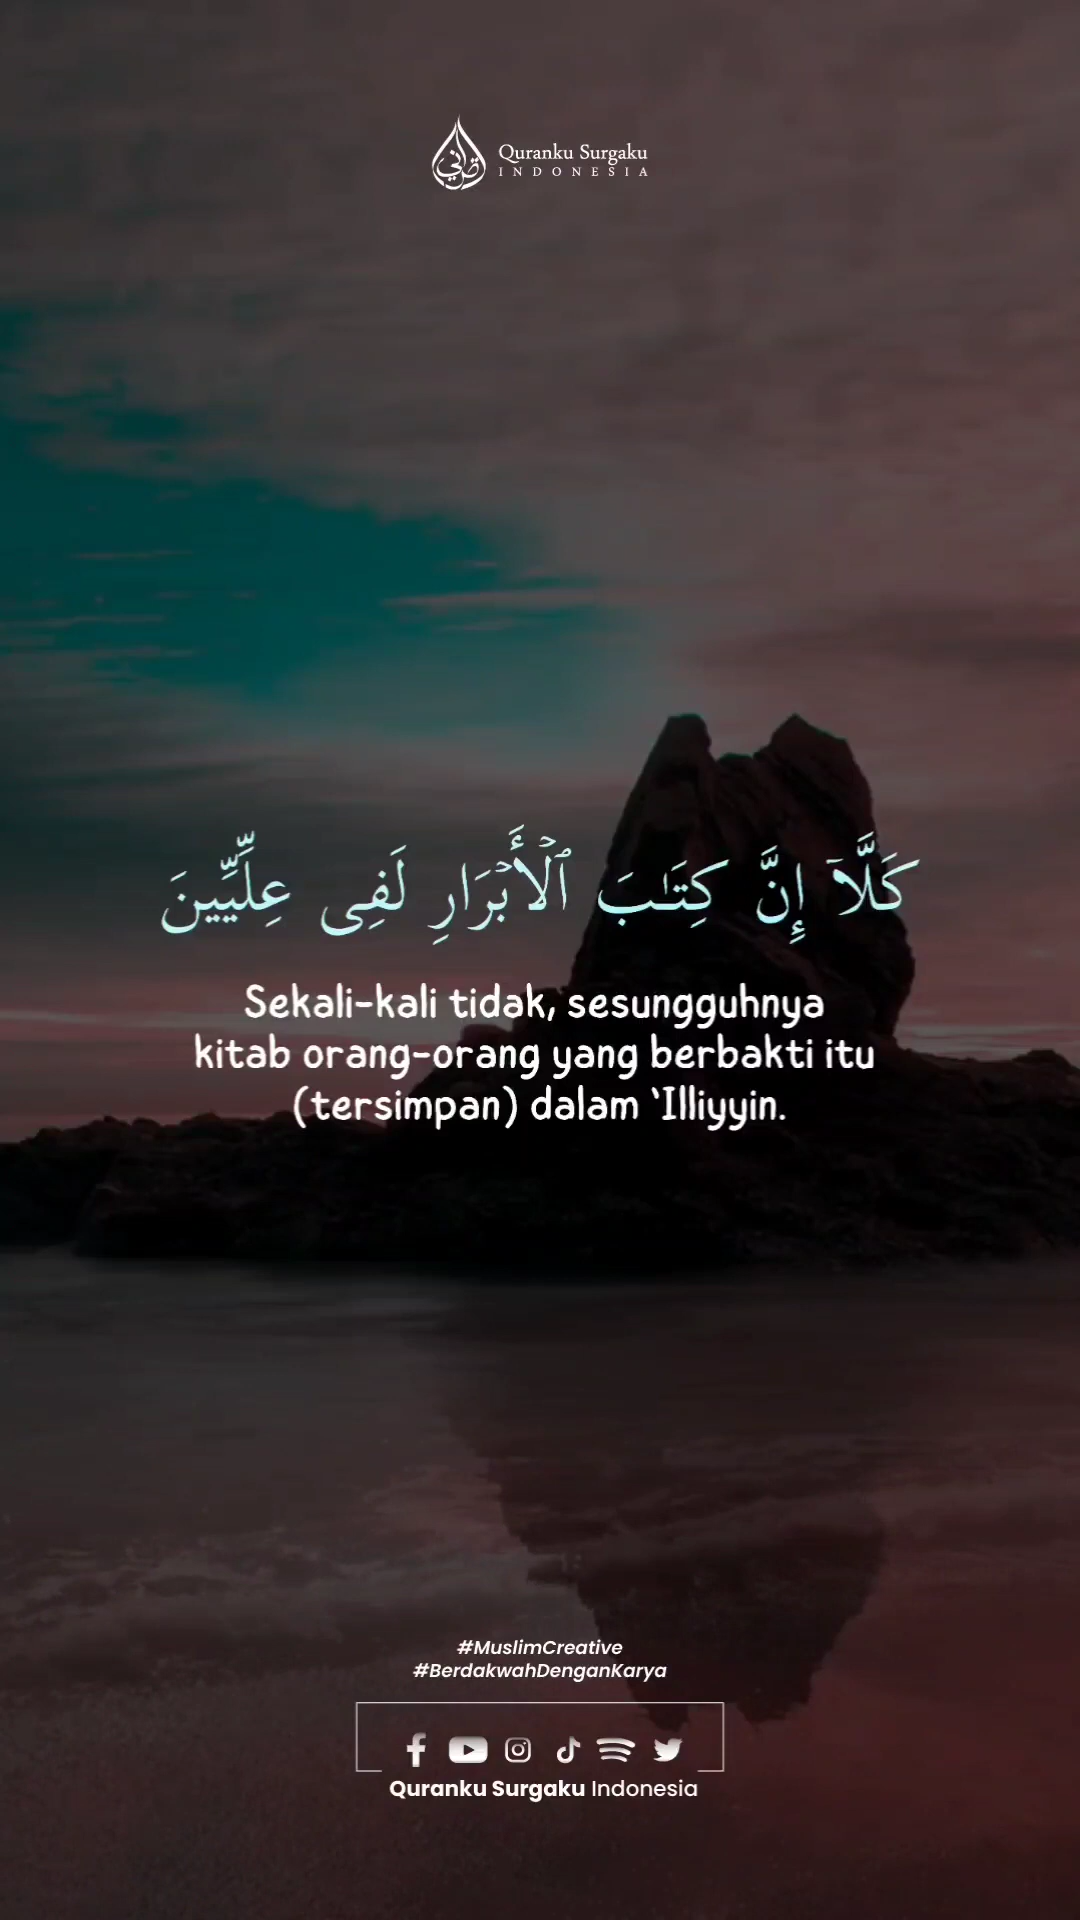 Quranku Surgaku
INDONESIA
كَلَّآ إِنَّ كِتَـٰبَ ٱلۡأَبۡرَارِ لَفِى عِلِّيِّينَ
Sekali-kali tidak, sesungguhnya
kitab orang-orang yang berbakti itu
(tersimpan) dalam ‘Illiyyin.
#MuslimCreative
#BerdakwahDenganKarya
Quranku Surgaku Indonesia